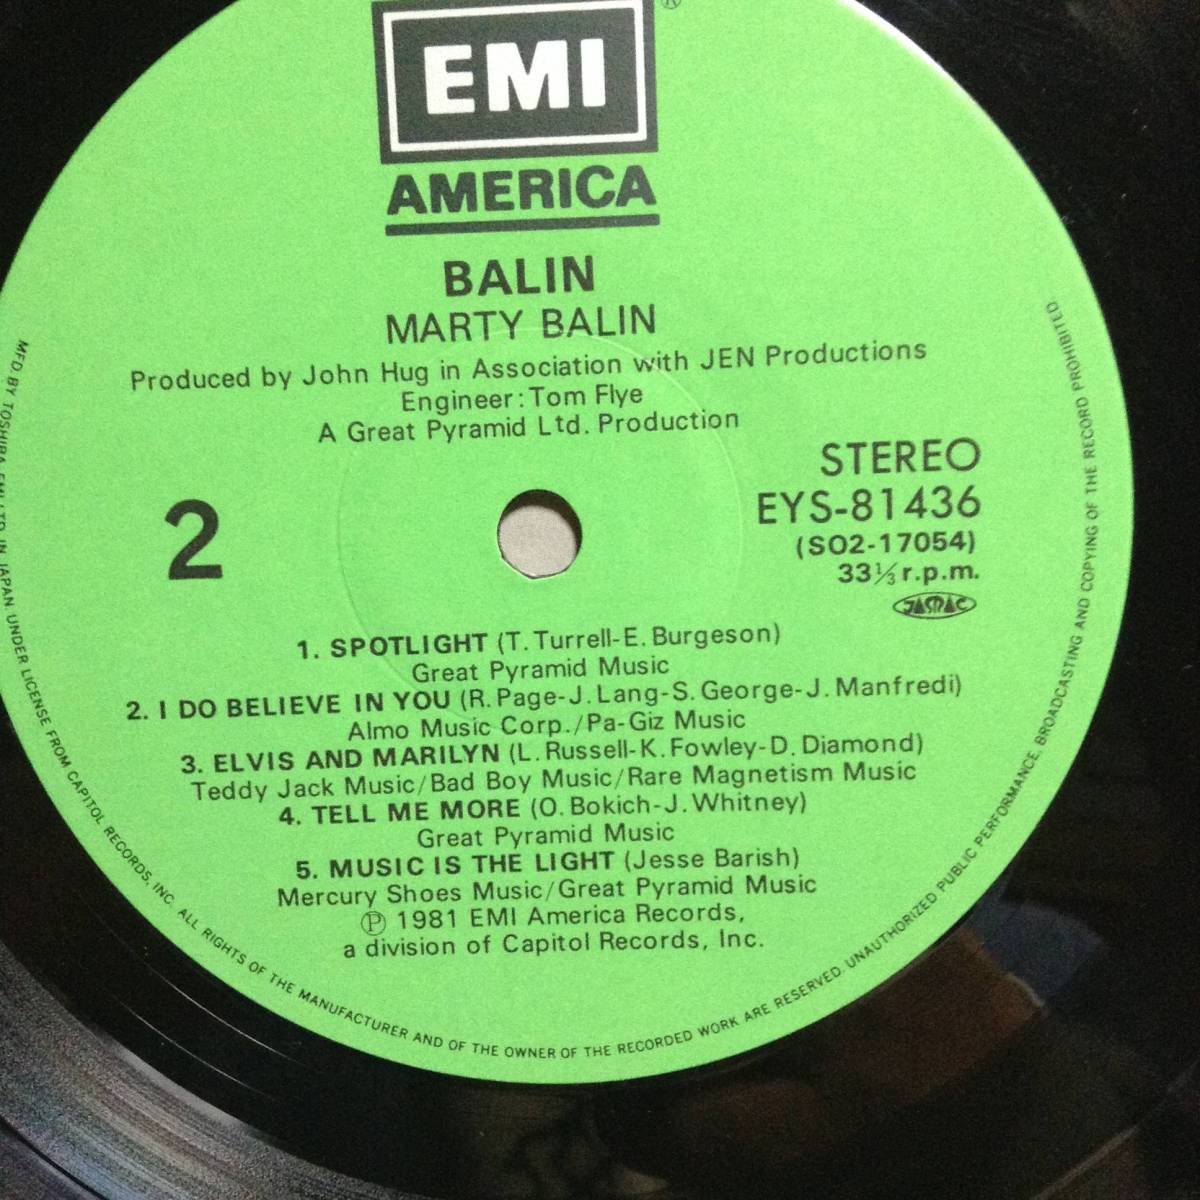 EMI
®
AMERICA
BALIN
MARTY BALIN
Produced by John Hug in Association with JEN Productions
Engineer: Tom Flye
A Great Pyramid Ltd. Production
2
STEREO
EYS-81436
(SO2-17054)
33⅓ r.p.m.
JASRAC
1. SPOTLIGHT (T. Turrell-E. Burgeson)
Great Pyramid Music
2. I DO BELIEVE IN YOU (R. Page-J. Lang-S. George-J. Manfredi)
Almo Music Corp./Pa-Giz Music
3. ELVIS AND MARILYN (L. Russell-K. Fowley-D. Diamond)
Teddy Jack Music/Bad Boy Music/Rare Magnetism Music
4. TELL ME MORE (O. Bokich-J. Whitney)
Great Pyramid Music
5. MUSIC IS THE LIGHT (Jesse Barish)
Mercury Shoes Music/Great Pyramid Music
℗ 1981 EMI America Records,
a division of Capitol Records, Inc.
MFD. BY TOSHIBA EMI LTD. IN JAPAN. UNDER LICENSE FROM CAPITOL RECORDS, INC. ALL RIGHTS OF THE MANUFACTURER AND OF THE OWNER OF THE RECORDED WORK ARE RESERVED. UNAUTHORIZED PUBLIC PERFORMANCE, BROADCASTING AND COPYING OF THE RECORD PROHIBITED